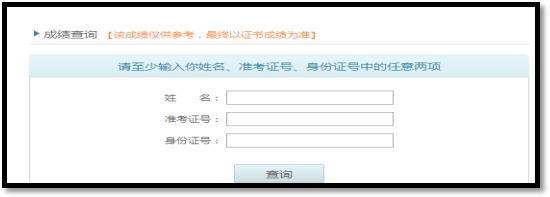 成绩查询 【该成绩仅供参考，最终以证书成绩为准】
请至少输入你姓名、准考证号、身份证号中的任意两项
姓 名：
准考证号：
身份证号：
查询